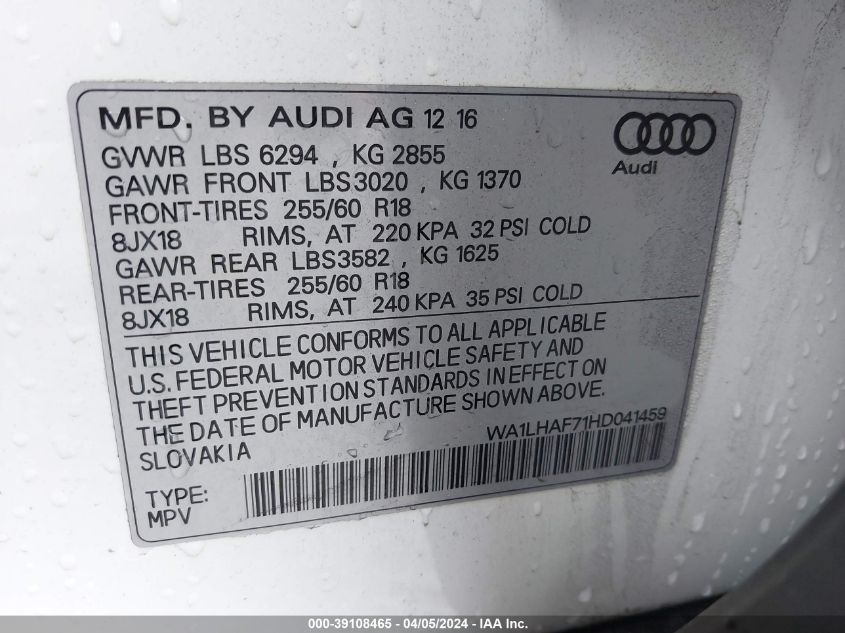 MFD. BY AUDI AG 12 16
GVWR LBS 6294 , KG 2855
GAWR FRONT LBS3020 , KG 1370
FRONT-TIRES 255/60 R18
8JX18 RIMS, AT 220 KPA 32 PSI COLD
GAWR REAR LBS3582 , KG 1625
REAR-TIRES 255/60 R18
8JX18 RIMS, AT 240 KPA 35 PSI COLD
Audi
THIS VEHICLE CONFORMS TO ALL APPLICABLE
U.S. FEDERAL MOTOR VEHICLE SAFETY AND
THEFT PREVENTION STANDARDS IN EFFECT ON
THE DATE OF MANUFACTURE SHOWN ABOVE.
SLOVAKIA
WA1LHAF71HD041459
TYPE:
MPV
000-39108465 - 04/05/2024 - IAA Inc.